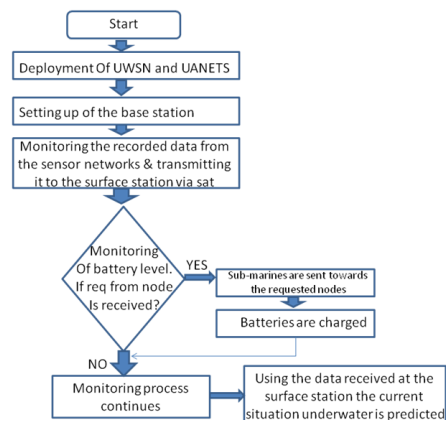 Start
Deployment Of UWSN and UANETS
Setting up of the base station
Monitoring the recorded data from
the sensor networks & transmitting
it to the surface station via sat
Monitoring
Of battery level.
If req from node
Is received?
YES
Sub-marines are sent towards
the requested nodes
Batteries are charged
NO
Monitoring process
continues
Using the data received at the
surface station the current
situation underwater is predicted